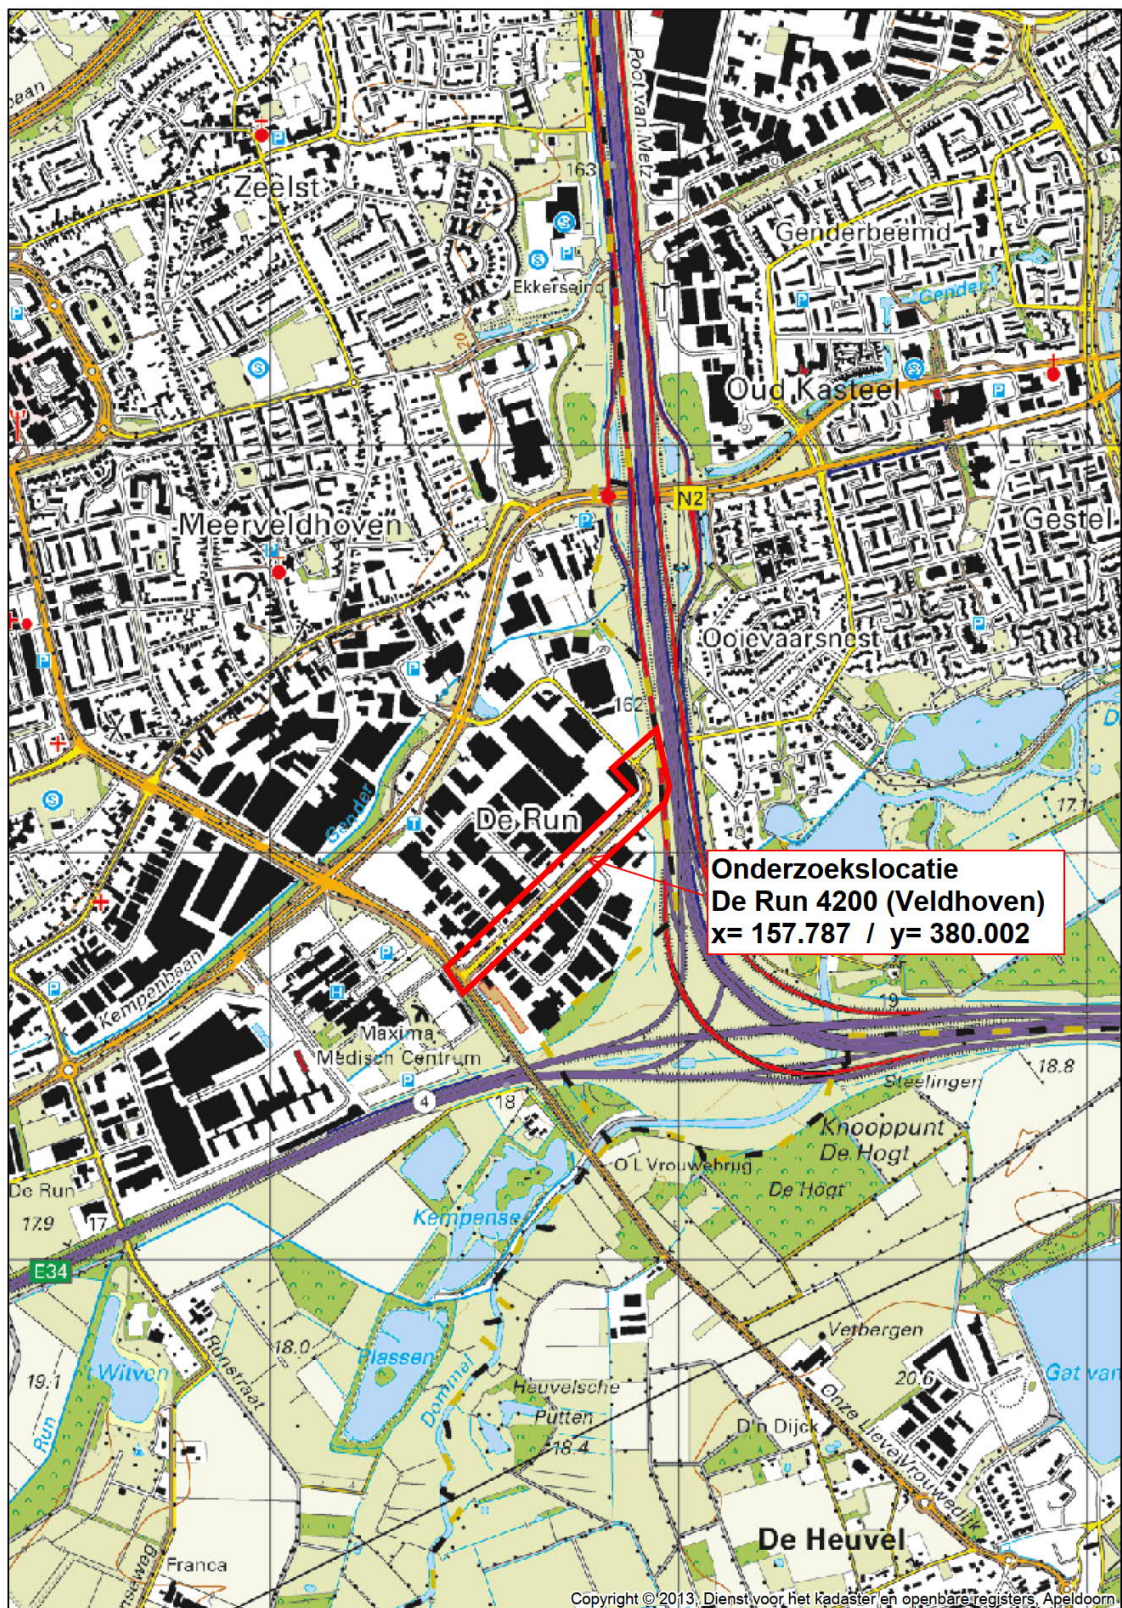 Poot van Metz
163
Zeelst
P
Genderbeemd
S
S
P
Ekkerseind
P
Gender
P
20
S
Oud Kasteel
S
P
N2
Meerveldhoven
P
Gestel
P
Ooievaarsnest
P
P
162
17.1
S
De Run
T
Gender
Onderzoekslocatie
De Run 4200 (Veldhoven)
x= 157.787 / y= 380.002
P
P
Kempenbaan
H
19
Maxima
Medisch Centrum
P
4
18
Steelingen
18.8
Knooppunt
De Hogt
O L Vrouwebrug
De Hogt
De Run
17.9
17
Kempense
E34
Vetbergen
Runstraat
18.0
Plassen
't Witven
19.1
Run
Dommel
Heuvelsche
Putten
18.4
20.6
Gat van
D'n Dijck
Onze Lieve Vrouwedijk
De Heuvel
Franca
Copyright © 2013, Dienst voor het kadaster en openbare registers, Apeldoorn